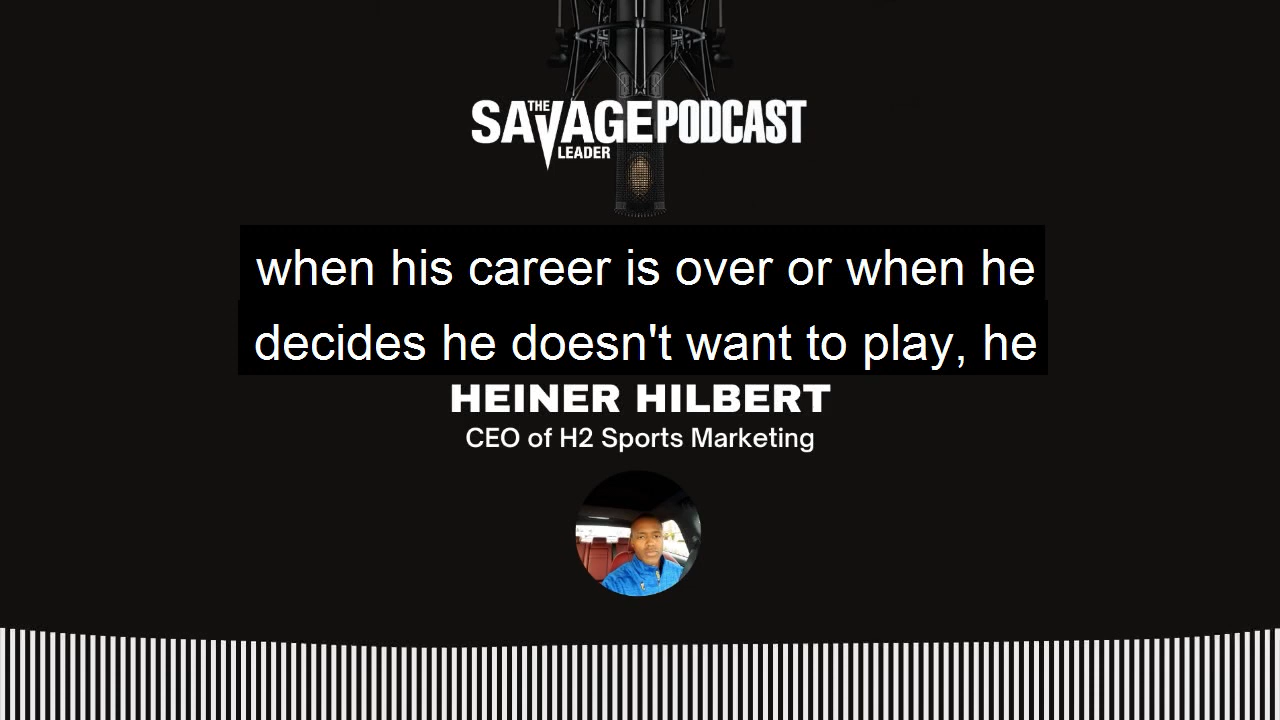 THE
SAVAGE PODCAST
LEADER
when his career is over or when he
decides he doesn't want to play, he
HEINER HILBERT
CEO of H2 Sports Marketing